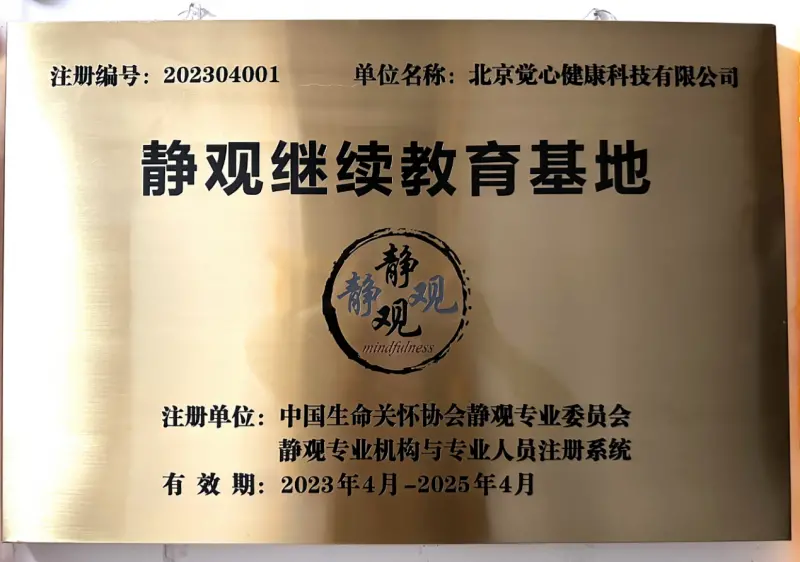 注册编号：202304001 单位名称：北京觉心健康科技有限公司
静观继续教育基地
静
静 观
观
mindfulness
注册单位：中国生命关怀协会静观专业委员会
静观专业机构与专业人员注册系统
有 效 期：2023年4月-2025年4月